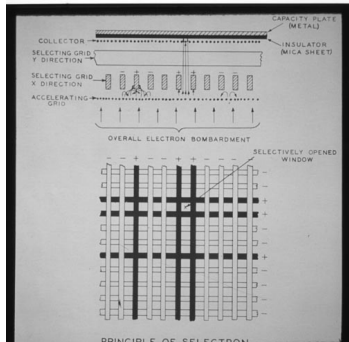 CAPACITY PLATE
(METAL)
COLLECTOR
INSULATOR
(MICA SHEET)
SELECTING GRID
Y DIRECTION
SELECTING GRID
X DIRECTION
ACCELERATING
GRID
OVERALL ELECTRON BOMBARDMENT
SELECTIVELY OPENED
WINDOW
PRINCIPLE OF SELECTRON